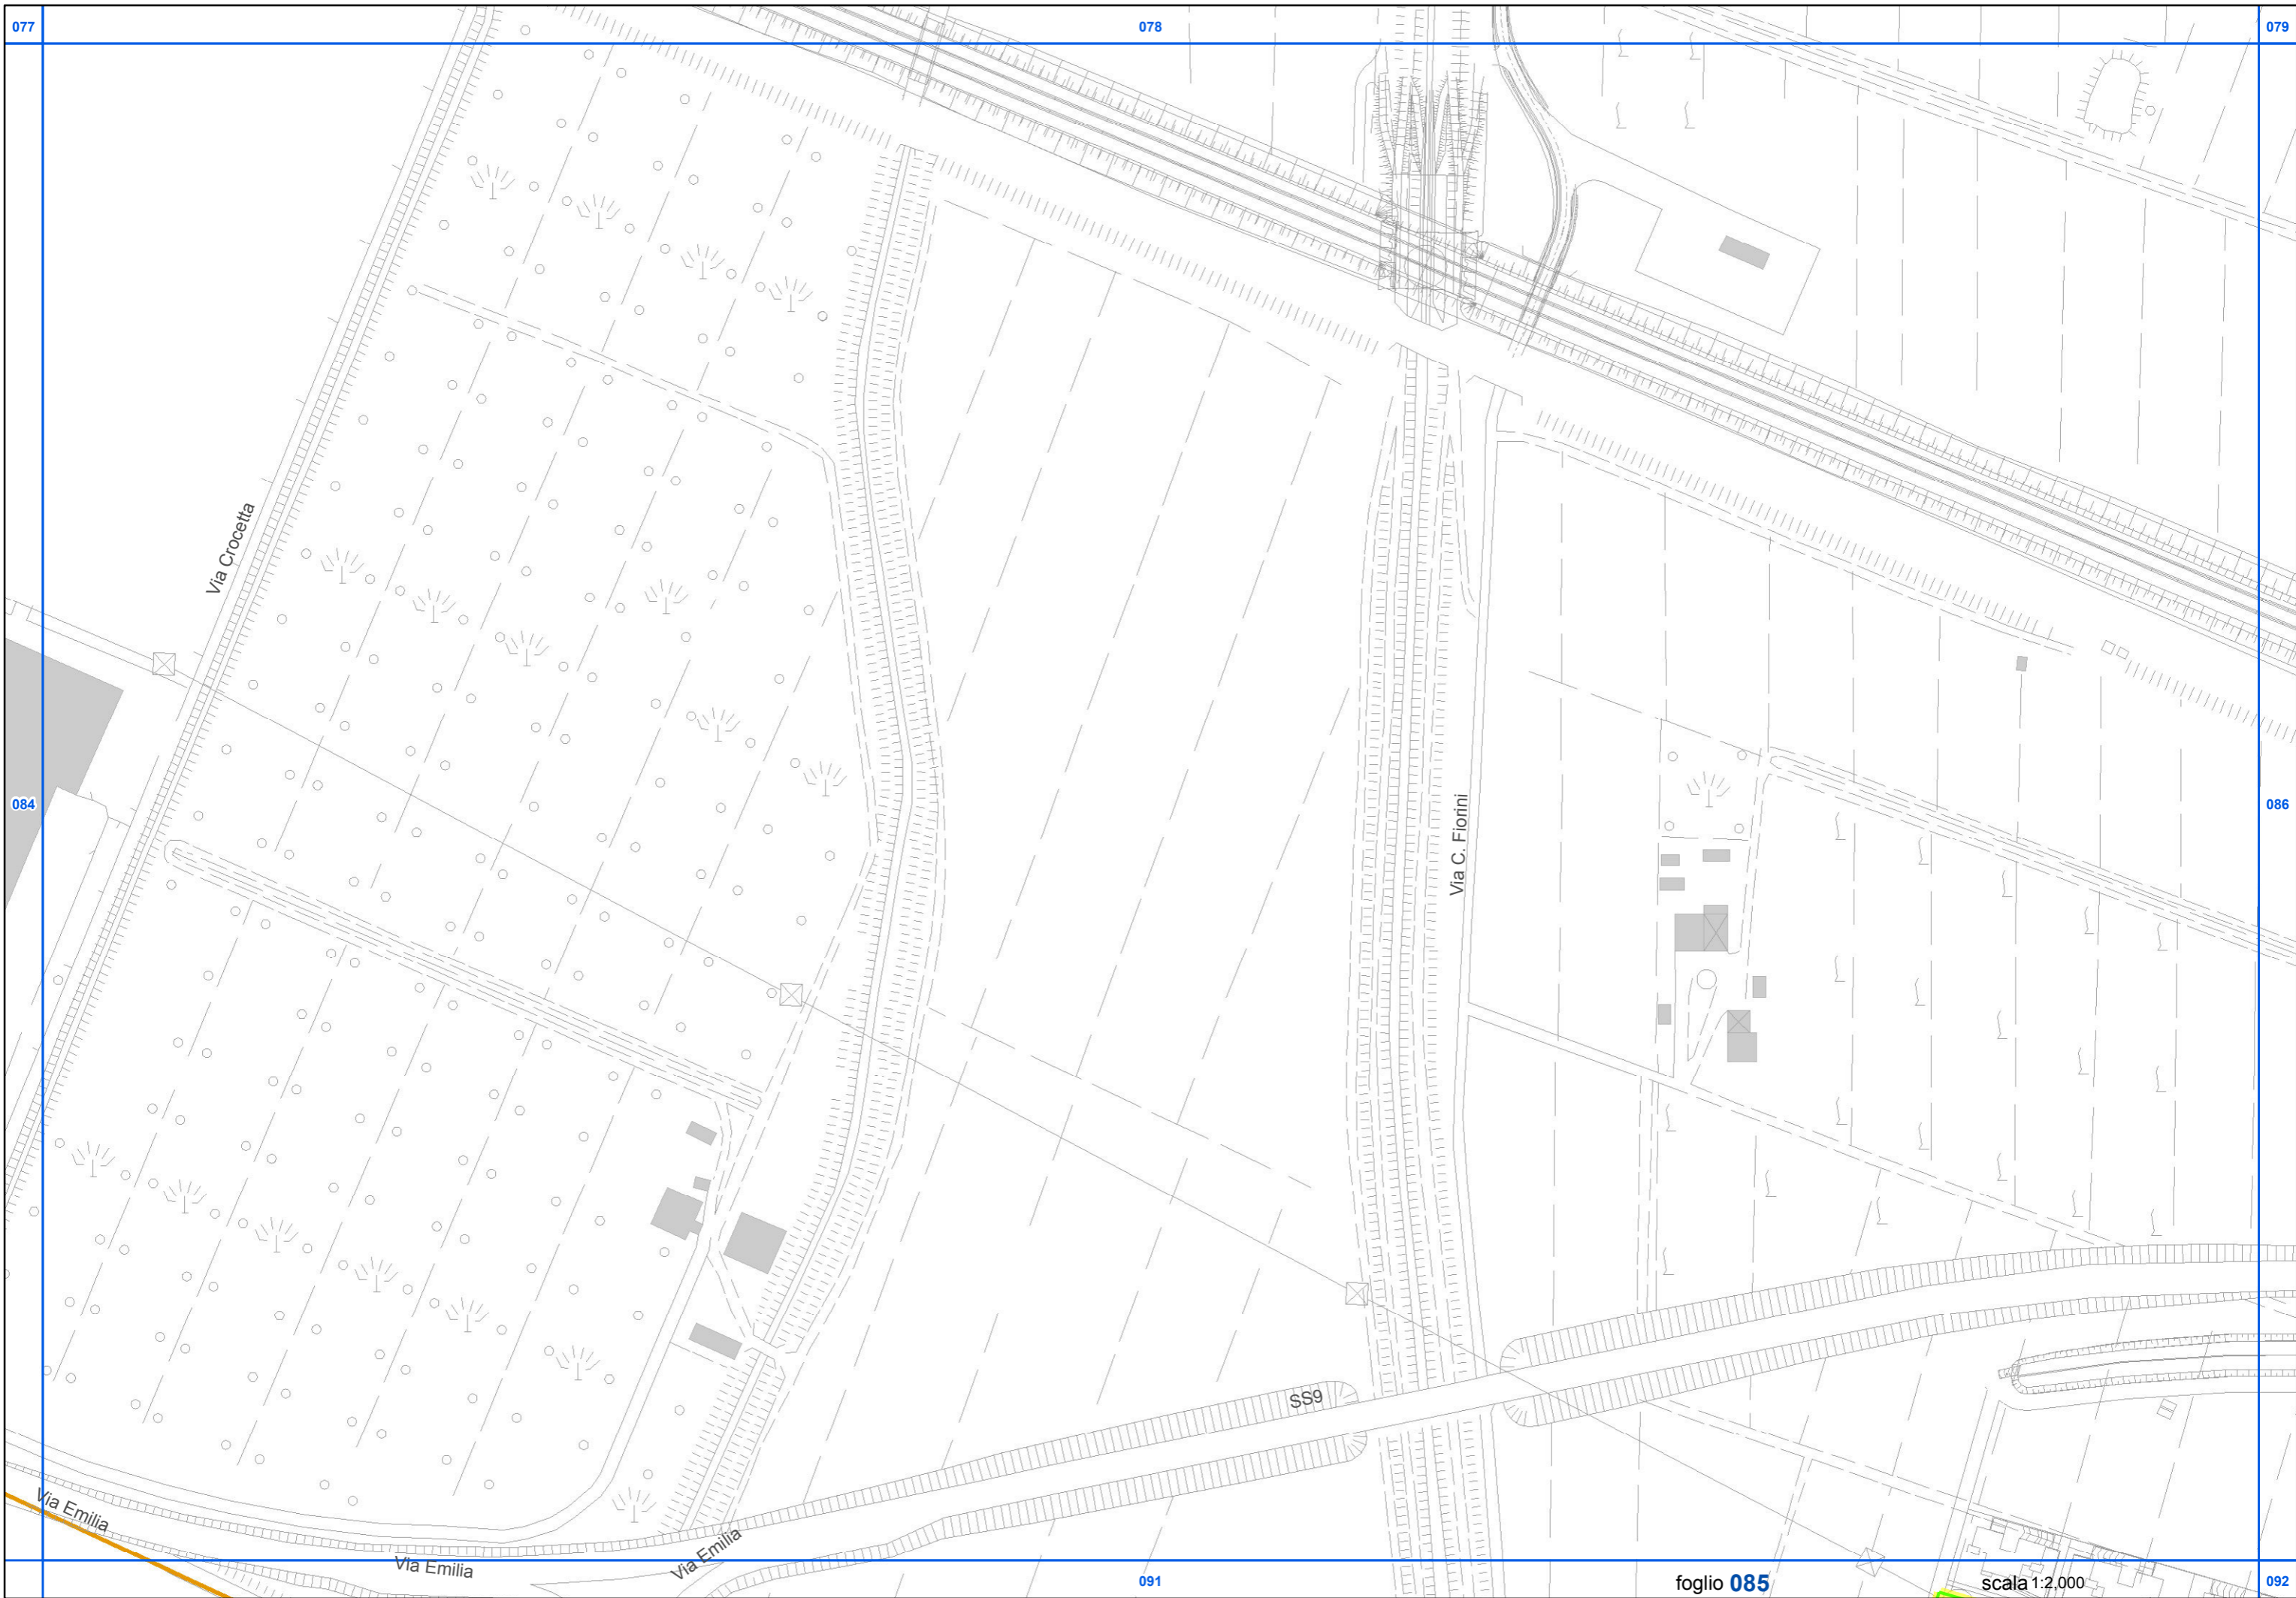 077
078
079
Via Crocetta
084
Via C. Fiorini
086
SS9
Via Emilia
Via Emilia
Via Emilia
091
foglio 085
scala 1:2,000
092